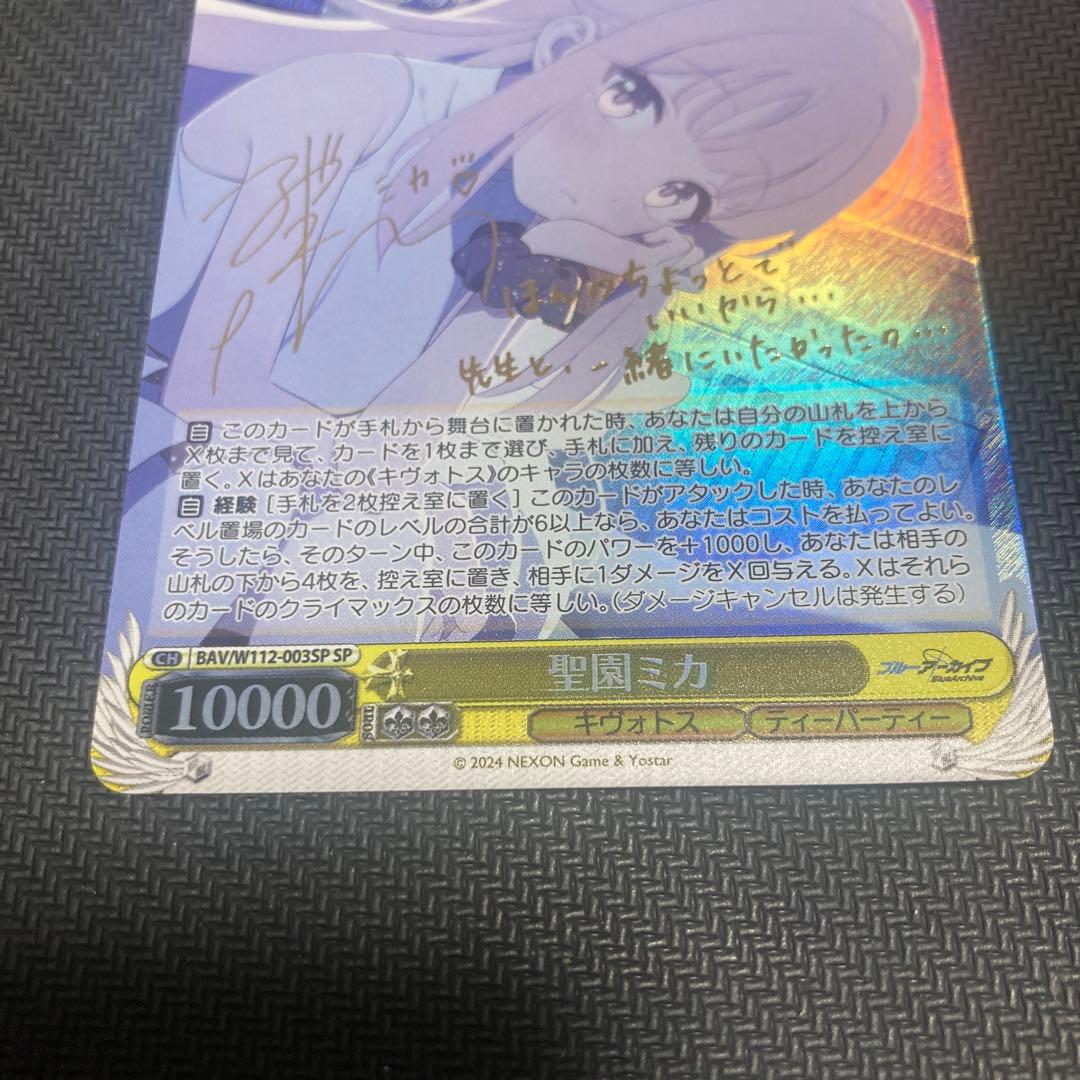 ミカ♡
ほんのちょっとで
いいから…
先生と、一緒にいたかったの…
自 このカードが手札から舞台に置かれた時、あなたは自分の山札を上から
X枚まで見て、カードを1枚まで選び、手札に加え、残りのカードを控え室に
置く。Xはあなたの《キヴォトス》のキャラの枚数に等しい。
自 経験 [手札を2枚控え室に置く] このカードがアタックした時、あなたのレ
ベル置場のカードのレベルの合計が6以上なら、あなたはコストを払ってよい。
そうしたら、そのターン中、このカードのパワーを+1000し、あなたは相手の
山札の下から4枚を、控え室に置き、相手に1ダメージをX回与える。Xはそれら
のカードのクライマックスの枚数に等しい。(ダメージキャンセルは発生する)
CH BAV/W112-003SP SP
聖園ミカ
ブルーアーカイブ
BlueArchive
POWER 10000
SOUL
キヴォトス ティーパーティー
© 2024 NEXON Game & Yostar